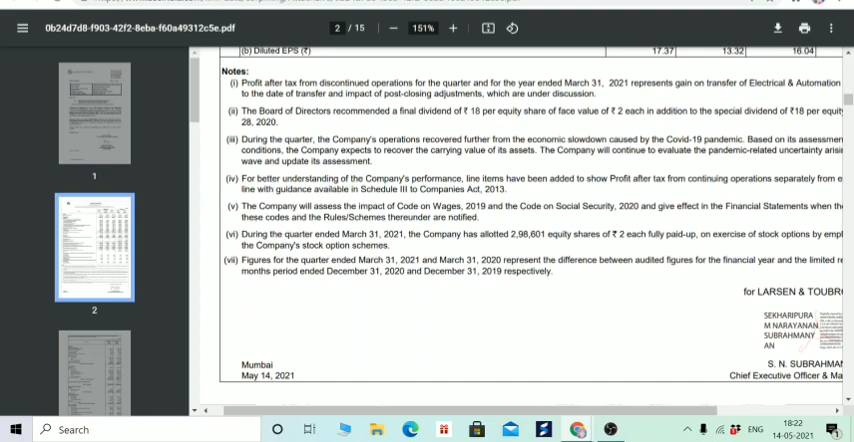 0b24d7d8-f903-42f2-8eba-f60a49312c5e.pdf
2 / 15
151%
(b) Diluted EPS (₹) 17.37 13.32 16.04
Notes:
(i) Profit after tax from discontinued operations for the quarter and for the year ended March 31, 2021 represents gain on transfer of Electrical & Automation
to the date of transfer and impact of post-closing adjustments, which are under discussion.
(ii) The Board of Directors recommended a final dividend of ₹ 18 per equity share of face value of ₹ 2 each in addition to the special dividend of ₹18 per equity
28, 2020.
(iii) During the quarter, the Company's operations recovered further from the economic slowdown caused by the Covid-19 pandemic. Based on its assessmen
conditions, the Company expects to recover the carrying value of its assets. The Company will continue to evaluate the pandemic-related uncertainty arisi
wave and update its assessment.
(iv) For better understanding of the Company's performance, line items have been added to show Profit after tax from continuing operations separately from e
line with guidance available in Schedule III to Companies Act, 2013.
(v) The Company will assess the impact of Code on Wages, 2019 and the Code on Social Security, 2020 and give effect in the Financial Statements when th
these codes and the Rules/Schemes thereunder are notified.
(vi) During the quarter ended March 31, 2021, the Company has allotted 2,98,601 equity shares of ₹ 2 each fully paid-up, on exercise of stock options by empl
the Company's stock option schemes.
(vii) Figures for the quarter ended March 31, 2021 and March 31, 2020 represent the difference between audited figures for the financial year and the limited re
months period ended December 31, 2020 and December 31, 2019 respectively.
for LARSEN & TOUBR
SEKHARIPURA
M NARAYANAN
SUBRAHMANY
AN
Mumbai
May 14, 2021
S. N. SUBRAHMAN
Chief Executive Officer & Ma
1
2
Search
ENG
18:22
14-05-2021
1